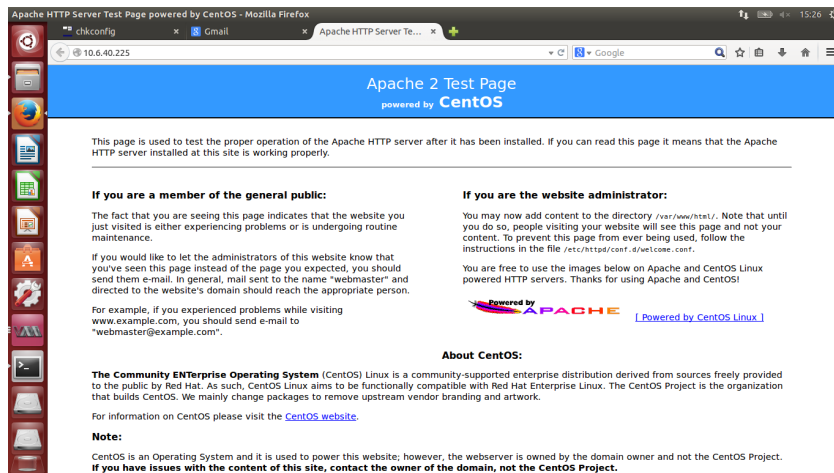 Apache HTTP Server Test Page powered by CentOS - Mozilla Firefox
15:26
chkconfig
Gmail
Apache HTTP Server Te...
10.6.40.225
Google
Apache 2 Test Page
powered by CentOS
This page is used to test the proper operation of the Apache HTTP server after it has been installed. If you can read this page it means that the Apache
HTTP server installed at this site is working properly.
If you are a member of the general public:
The fact that you are seeing this page indicates that the website you
just visited is either experiencing problems or is undergoing routine
maintenance.
If you would like to let the administrators of this website know that
you've seen this page instead of the page you expected, you should
send them e-mail. In general, mail sent to the name "webmaster" and
directed to the website's domain should reach the appropriate person.
For example, if you experienced problems while visiting
www.example.com, you should send e-mail to
"webmaster@example.com".
If you are the website administrator:
You may now add content to the directory /var/www/html/. Note that until
you do so, people visiting your website will see this page and not your
content. To prevent this page from ever being used, follow the
instructions in the file /etc/httpd/conf.d/welcome.conf.
You are free to use the images below on Apache and CentOS Linux
powered HTTP servers. Thanks for using Apache and CentOS!
Powered by
APACHE
[ Powered by CentOS Linux ]
About CentOS:
The Community ENTerprise Operating System (CentOS) Linux is a community-supported enterprise distribution derived from sources freely provided
to the public by Red Hat. As such, CentOS Linux aims to be functionally compatible with Red Hat Enterprise Linux. The CentOS Project is the organization
that builds CentOS. We mainly change packages to remove upstream vendor branding and artwork.
For information on CentOS please visit the CentOS website.
Note:
CentOS is an Operating System and it is used to power this website; however, the webserver is owned by the domain owner and not the CentOS Project.
If you have issues with the content of this site, contact the owner of the domain, not the CentOS Project.